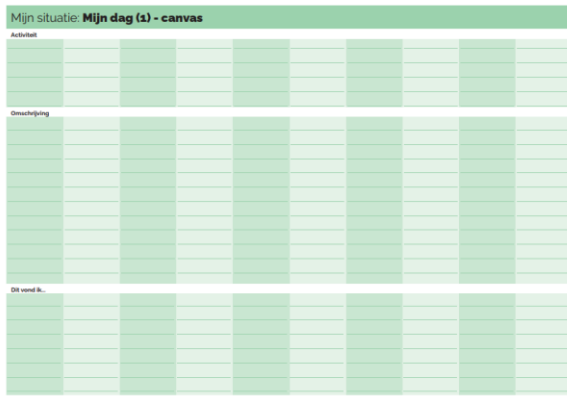 Mijn situatie: Mijn dag (1) - canvas
Activiteit
Omschrijving
Dit vond ik...